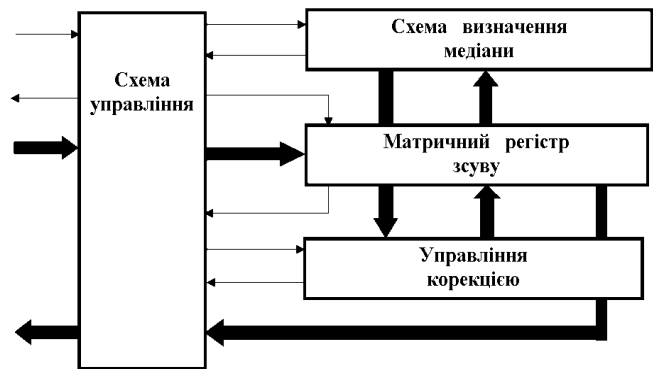 Схема
управління
Схема визначення
медіани
Матричний регістр
зсуву
Управління
корекцією